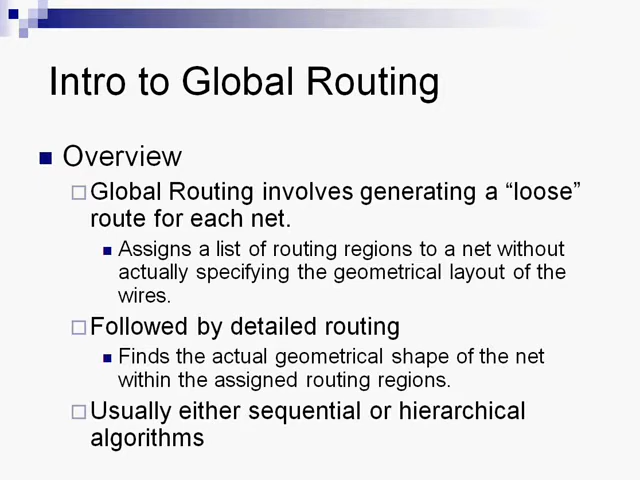 Intro to Global Routing
Overview
Global Routing involves generating a “loose”
route for each net.
Assigns a list of routing regions to a net without
actually specifying the geometrical layout of the
wires.
Followed by detailed routing
Finds the actual geometrical shape of the net
within the assigned routing regions.
Usually either sequential or hierarchical
algorithms